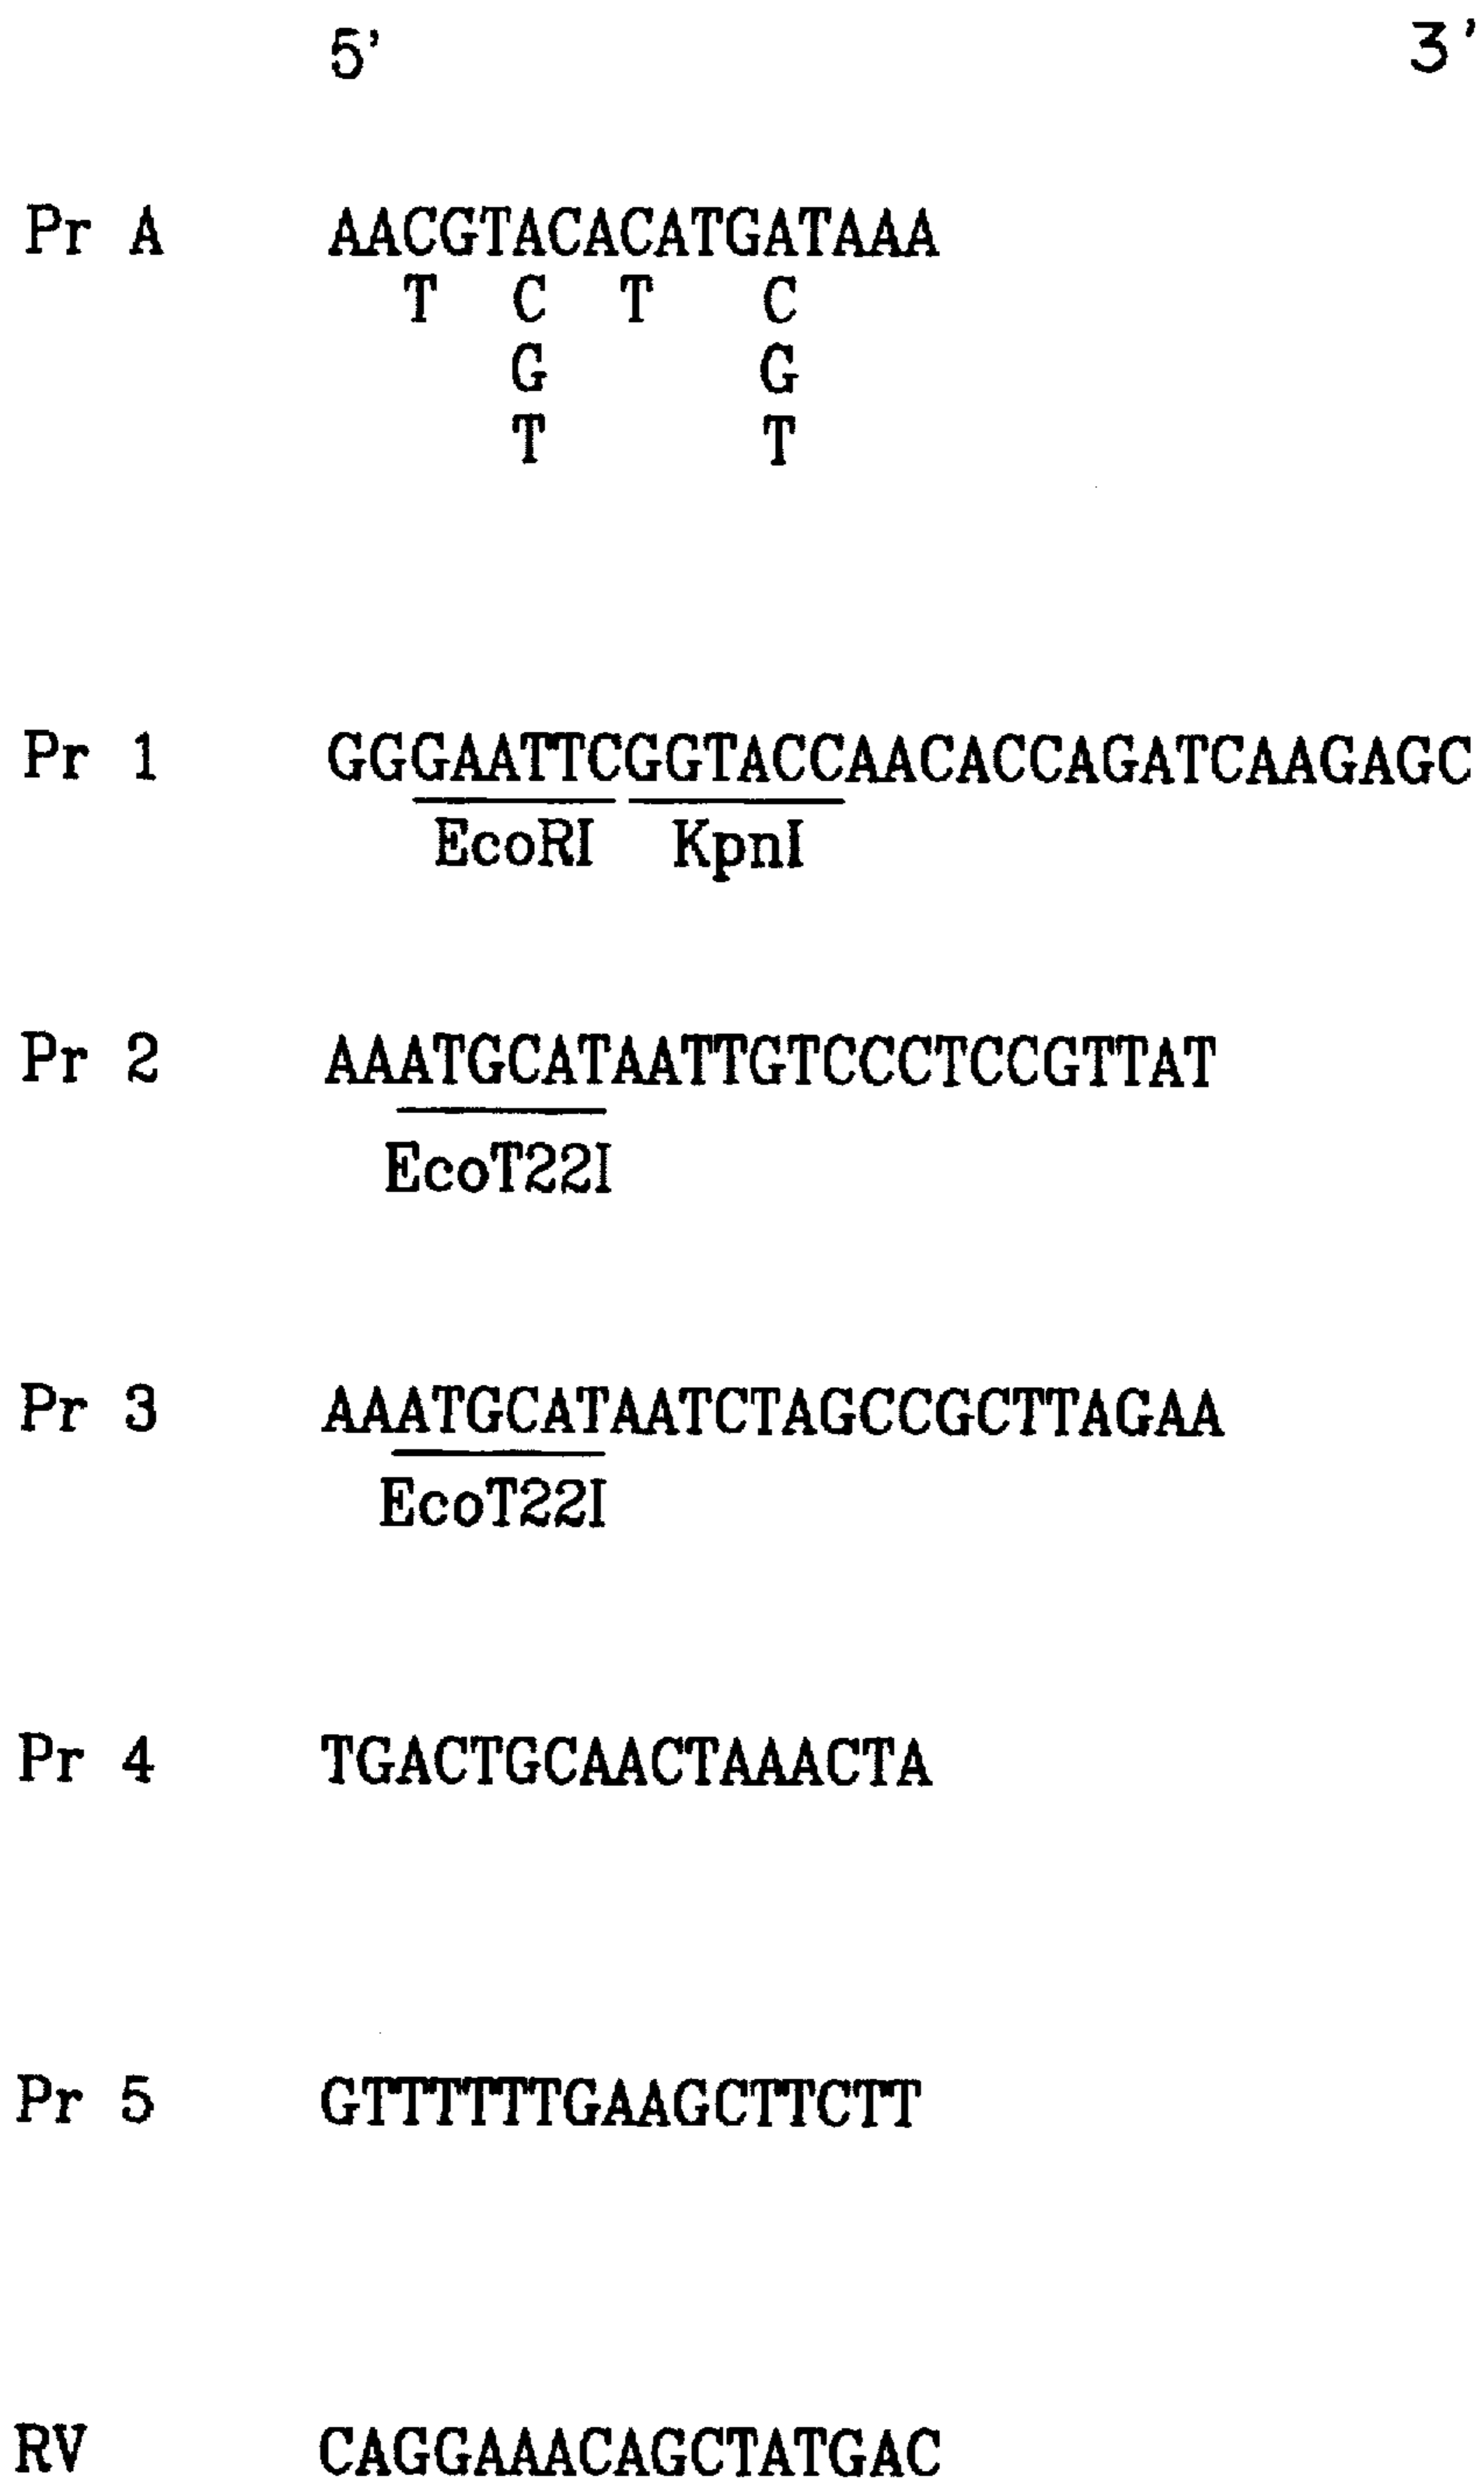 5' 3'
Pr A AACGTACACATGATAAA
T C T C
G G
T T
Pr 1 GGGAATTCGGTACCAACACCAGATCAAGAGC
EcoRI KpnI
Pr 2 AAATGCATAATTGTCCCTCCGTTAT
EcoT22I
Pr 3 AAATGCATAATCTAGCCGCTTAGAA
EcoT22I
Pr 4 TGACTGCAACTAAACTA
Pr 5 GTTTTTTGAAGCTTCTT
RV CAGGAAACAGCTATGAC